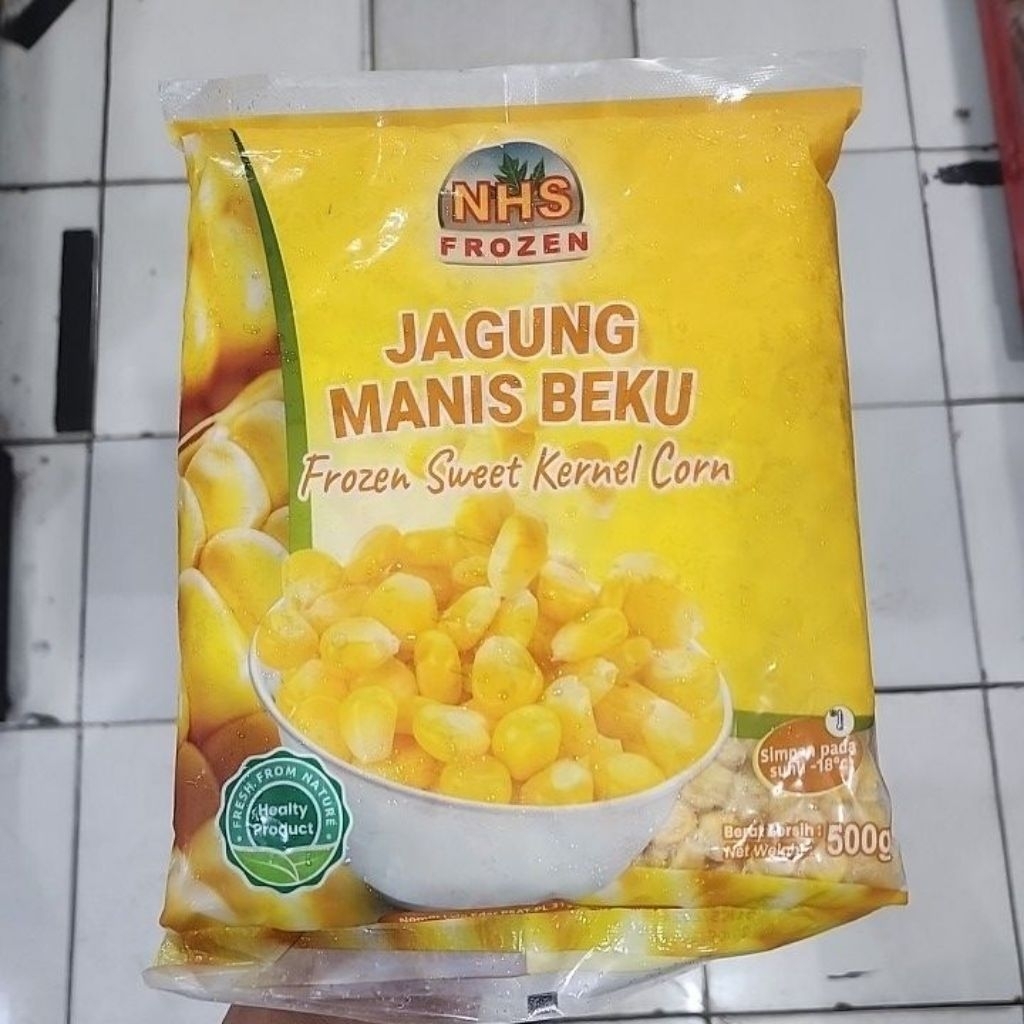 NHS
FROZEN
JAGUNG
MANIS BEKU
Frozen Sweet Kernel Corn
Simpan pada
suhu -18°C
FRESH FROM NATURE
Healty
Product
Berat Bersih :
Net Weight :
500g